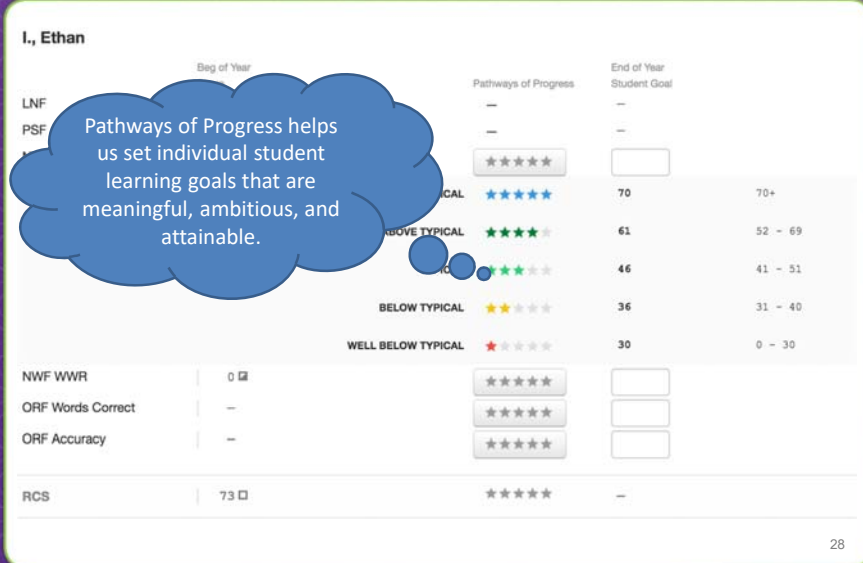 I., Ethan
Beg of Year
Pathways of Progress
End of Year
Student Goal
LNF
– –
PSF
– –
Pathways of Progress helps
us set individual student
learning goals that are
meaningful, ambitious, and
attainable.
ICAL 70 70+
ABOVE TYPICAL 61 52 - 69
46 41 - 51
BELOW TYPICAL 36 31 - 40
WELL BELOW TYPICAL 30 0 - 30
NWF WWR 0
ORF Words Correct –
ORF Accuracy –
RCS 73 –
28